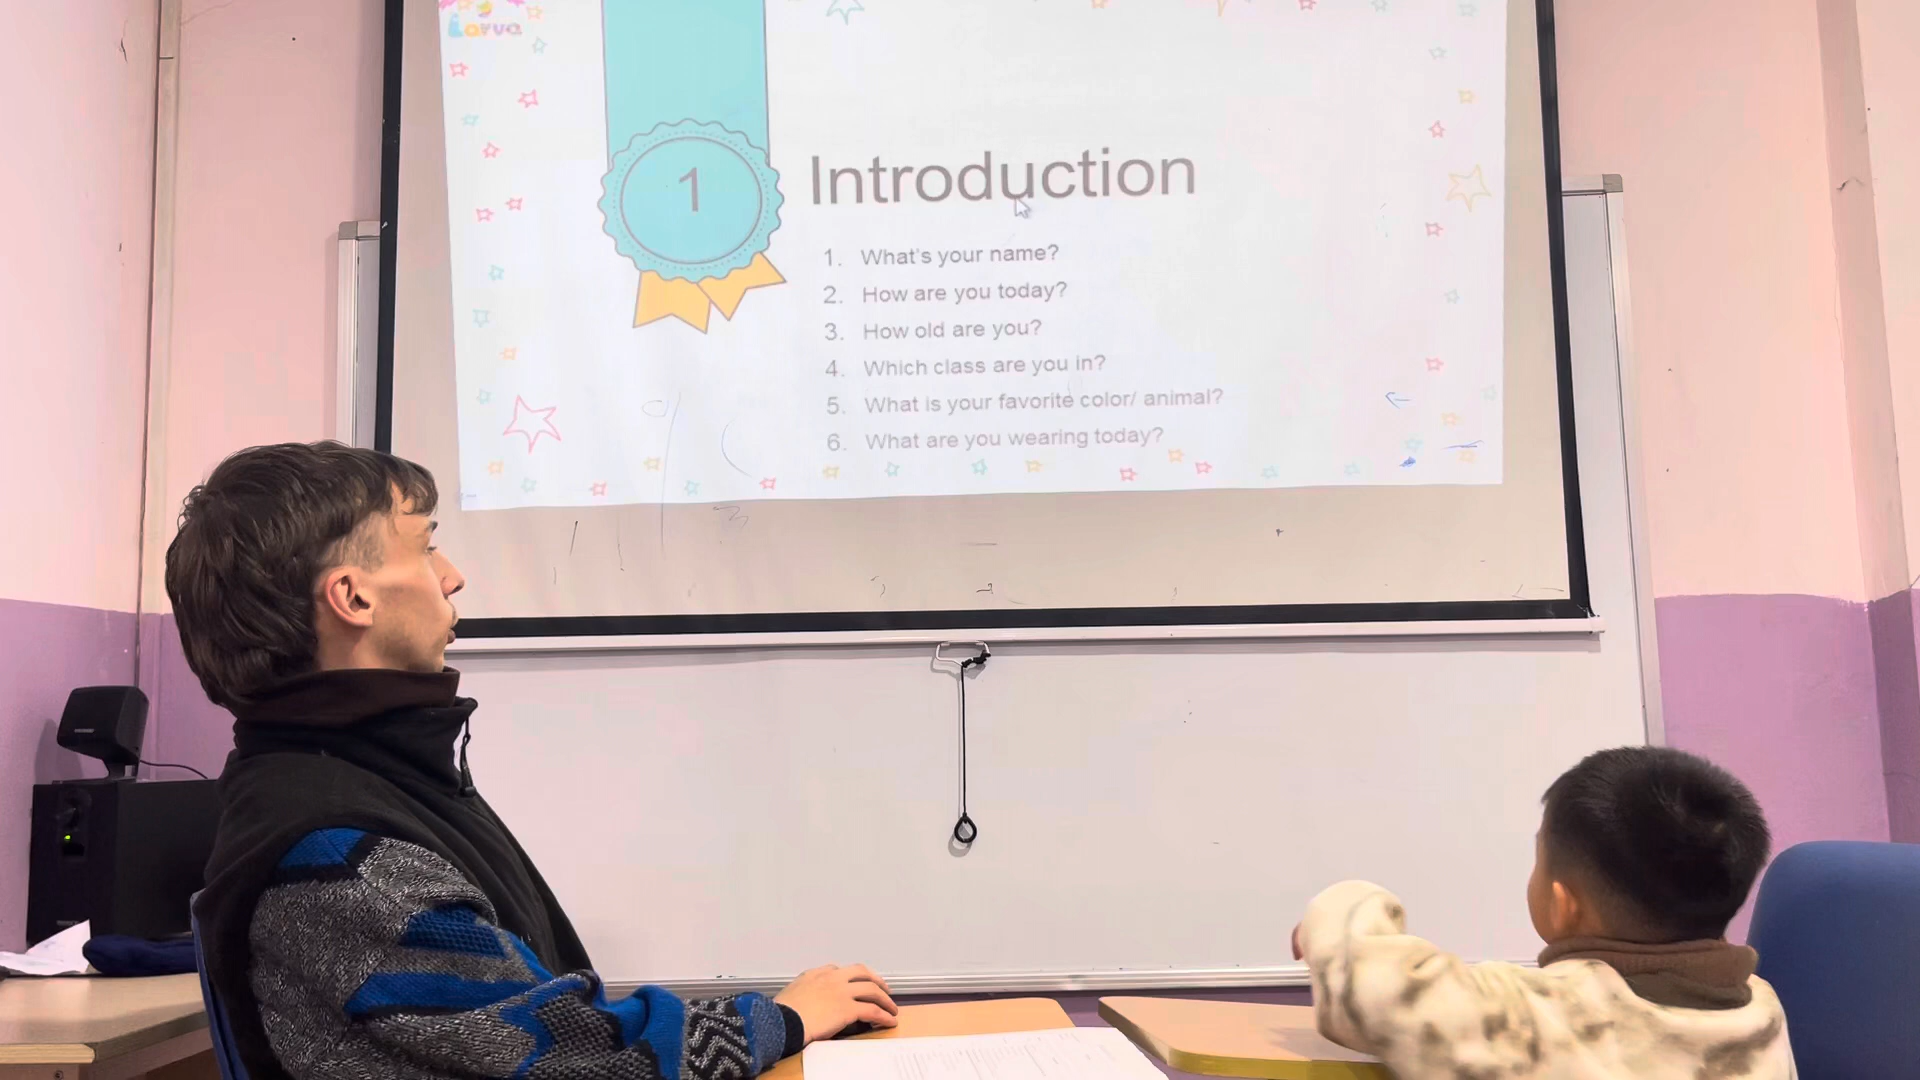 Larva
1
Introduction
1. What's your name?
2. How are you today?
3. How old are you?
4. Which class are you in?
5. What is your favorite color/ animal?
6. What are you wearing today?